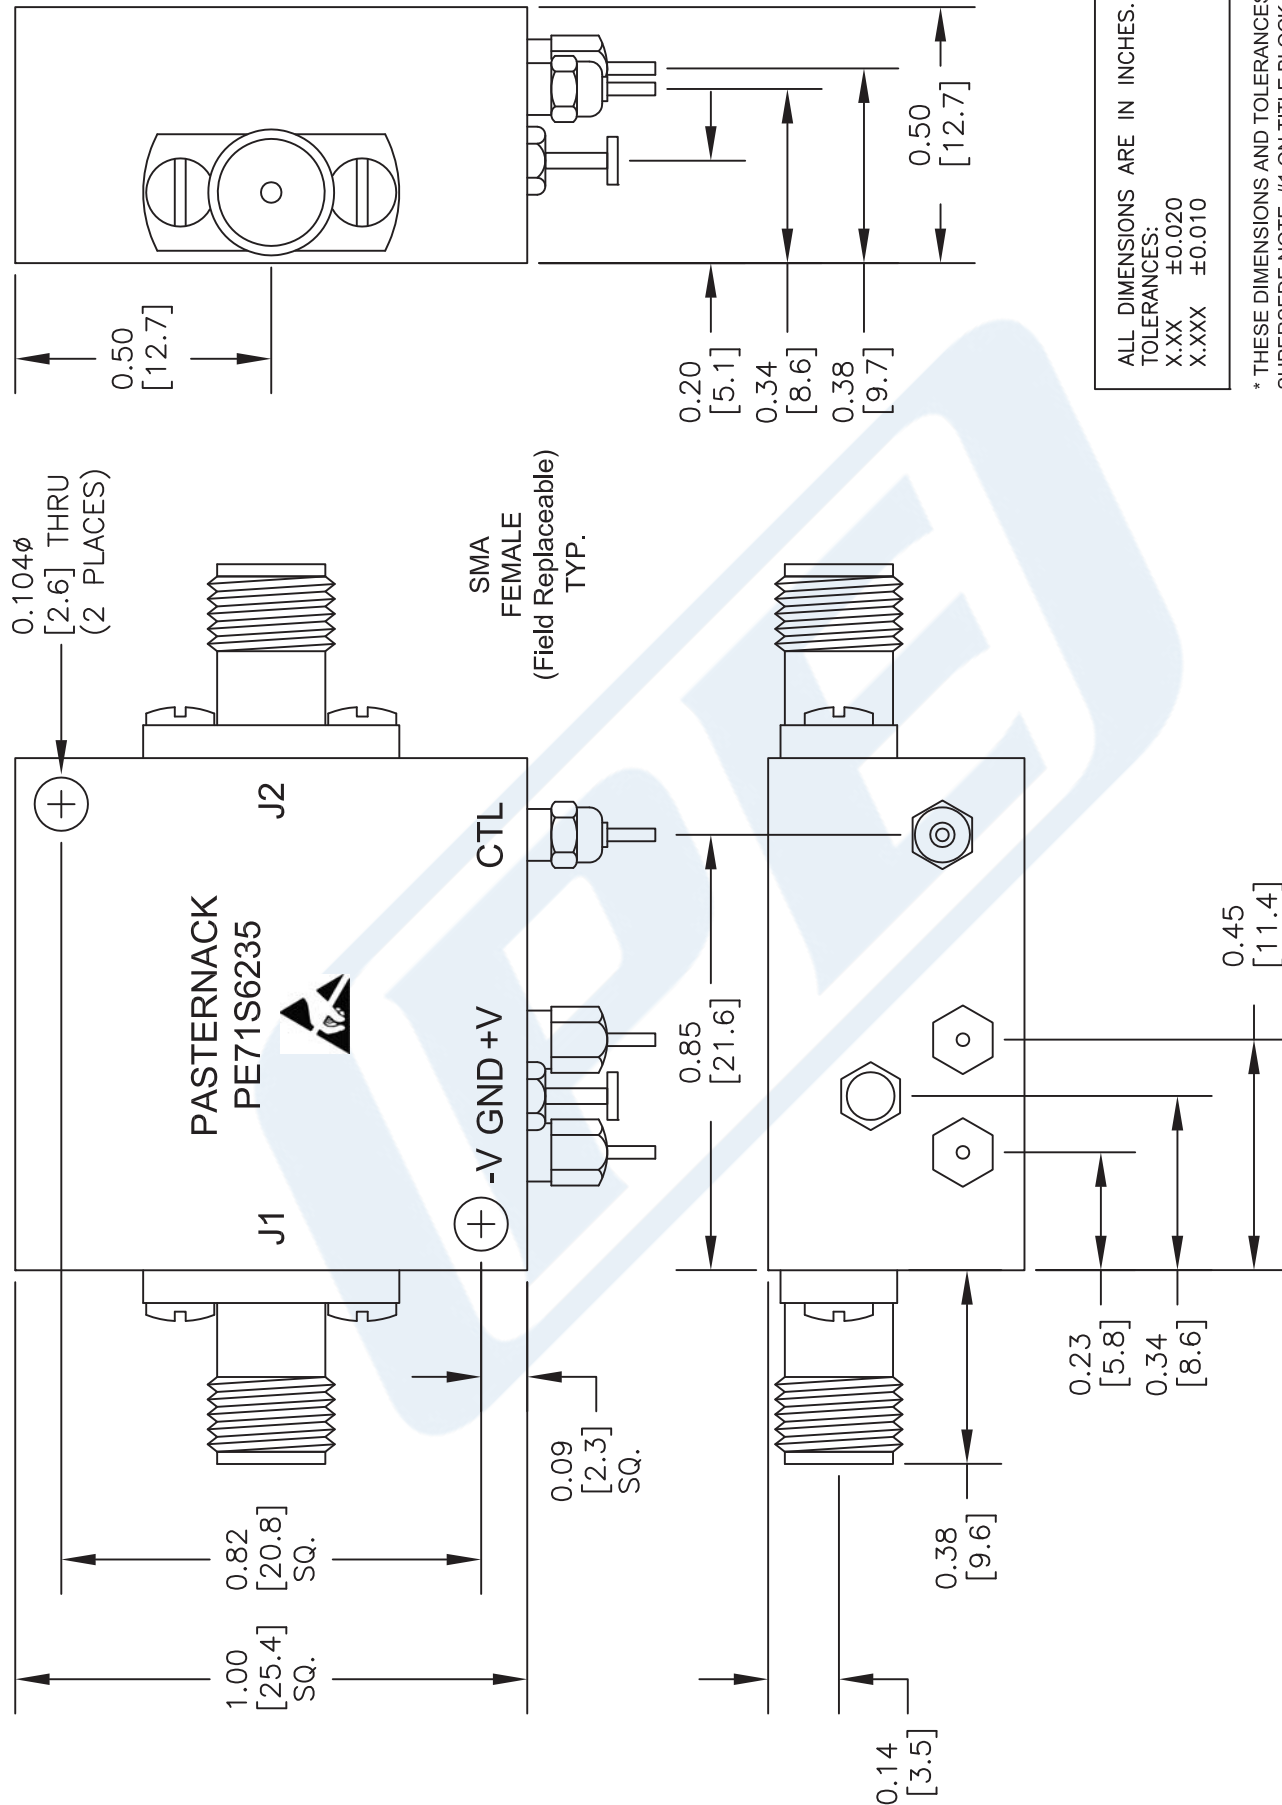 0.104ø
[2.6] THRU
(2 PLACES)
1.00
[25.4]
SQ.
0.82
[20.8]
SQ.
PASTERNACK
PE71S6235
J1
J2
-V GND +V
CTL
0.09
[2.3]
SQ.
SMA
FEMALE
(Field Replaceable)
TYP.
0.50
[12.7]
0.20
[5.1]
0.34
[8.6]
0.38
[9.7]
0.50
[12.7]
0.85
[21.6]
0.14
[3.5]
0.38
[9.6]
0.23
[5.8]
0.34
[8.6]
0.45
[11.4]
PEI
ALL DIMENSIONS ARE IN INCHES.
TOLERANCES:
X.XX ±0.020
X.XXX ±0.010
* THESE DIMENSIONS AND TOLERANCES